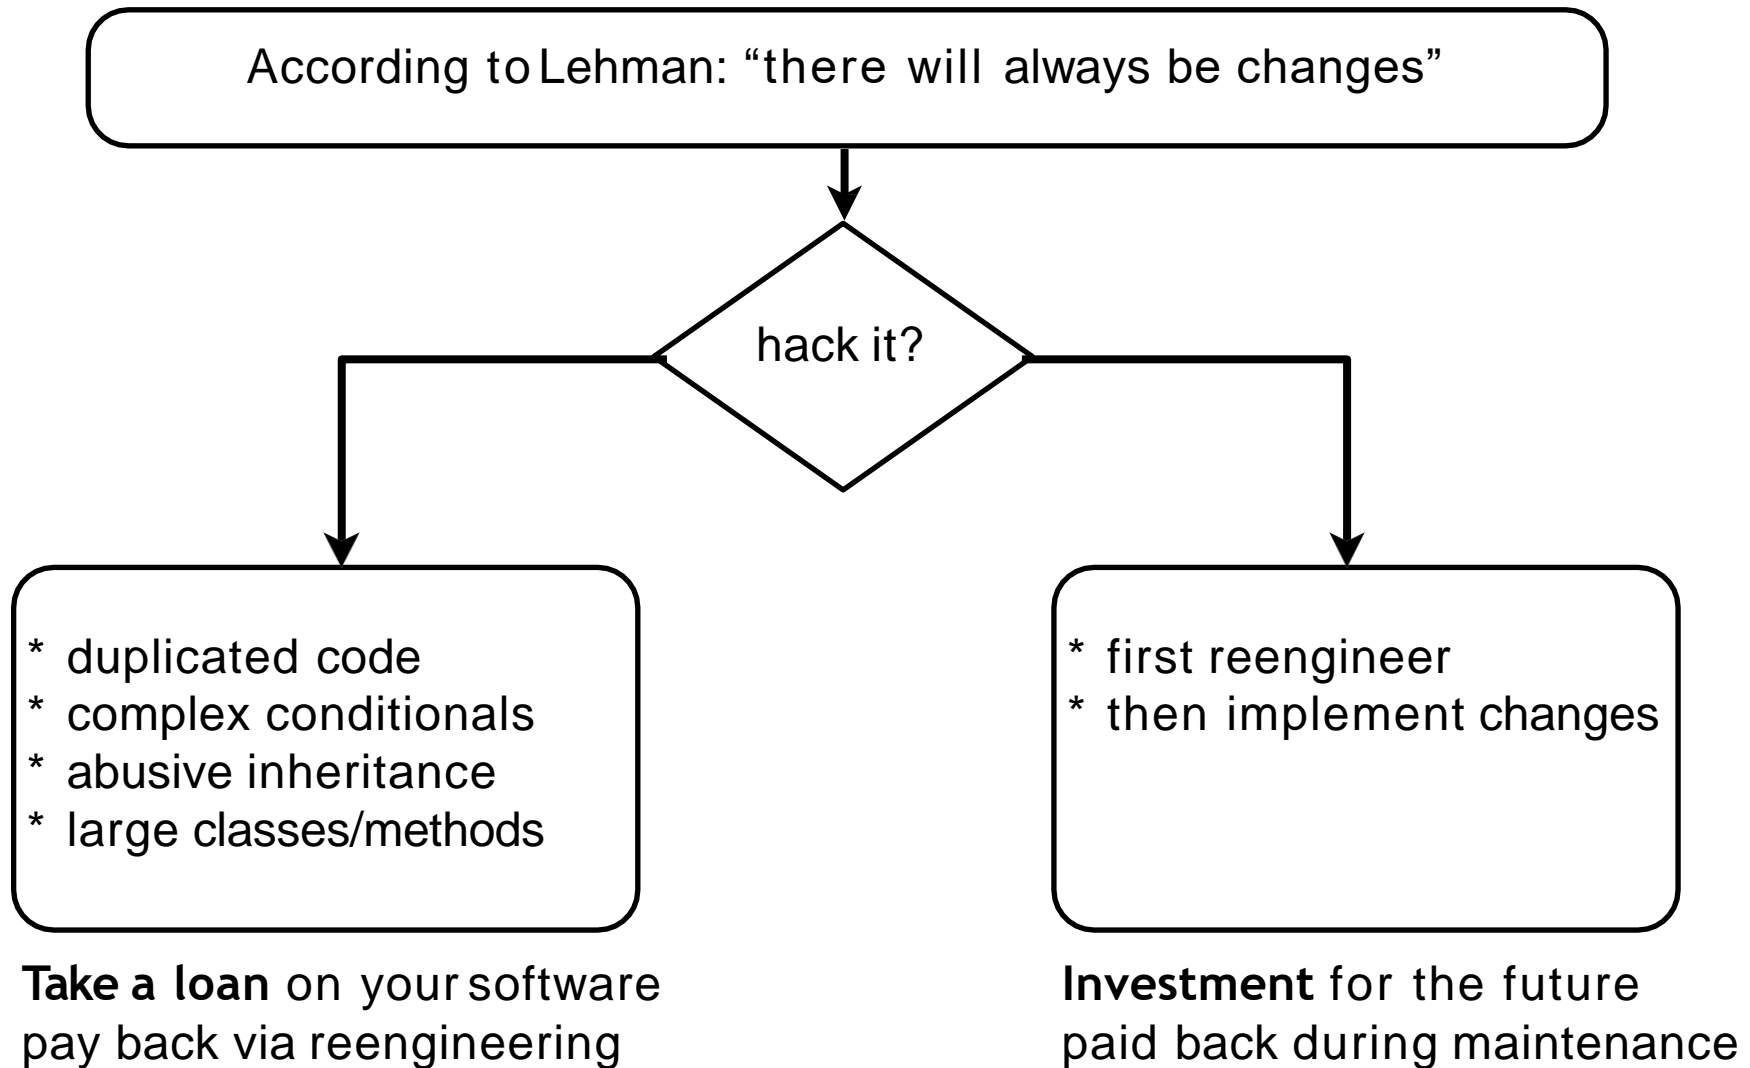 According to Lehman: “there will always be changes”
hack it?
* duplicated code
* complex conditionals
* abusive inheritance
* large classes/methods
* first reengineer
* then implement changes
Take a loan on your software
pay back via reengineering
Investment for the future
paid back during maintenance